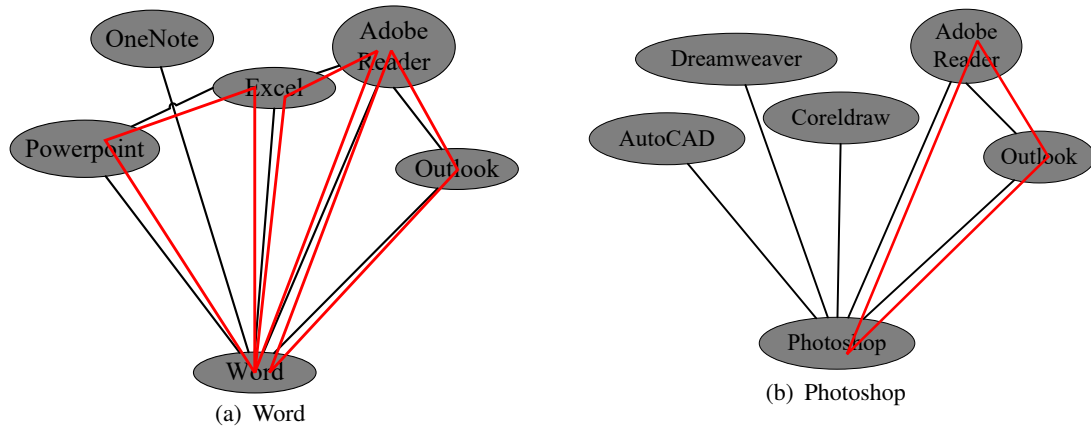 OneNote
Adobe
Reader
Excel
Powerpoint
Outlook
Word
(a) Word
Adobe
Reader
Dreamweaver
Coreldraw
AutoCAD
Outlook
Photoshop
(b) Photoshop